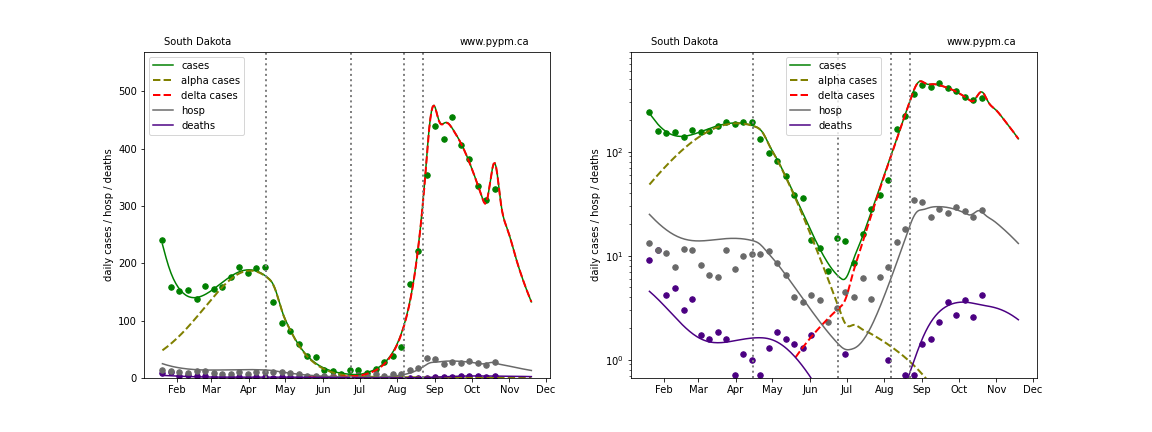 South Dakota www.pypm.ca
cases
alpha cases
delta cases
hosp
deaths
daily cases / hosp / deaths
500
400
300
200
100
0
Feb Mar Apr May Jun Jul Aug Sep Oct Nov Dec
South Dakota www.pypm.ca
cases
alpha cases
delta cases
hosp
deaths
daily cases / hosp / deaths
10²
10¹
10⁰
Feb Mar Apr May Jun Jul Aug Sep Oct Nov Dec